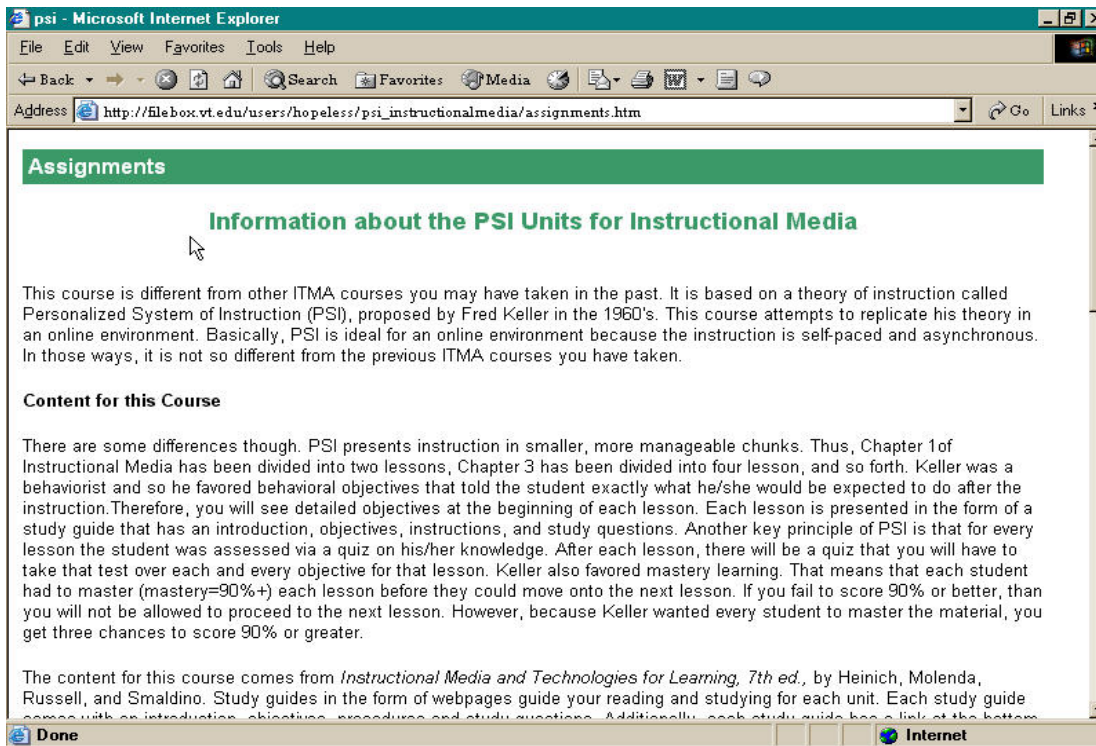 psi - Microsoft Internet Explorer
File Edit View Favorites Tools Help
Back Search Favorites Media
Address http://filebox.vt.edu/users/hopeless/psi_instructionalmedia/assignments.htm Go Links
Assignments
Information about the PSI Units for Instructional Media
This course is different from other ITMA courses you may have taken in the past. It is based on a theory of instruction called
Personalized System of Instruction (PSI), proposed by Fred Keller in the 1960's. This course attempts to replicate his theory in
an online environment. Basically, PSI is ideal for an online environment because the instruction is self-paced and asynchronous.
In those ways, it is not so different from the previous ITMA courses you have taken.
Content for this Course
There are some differences though. PSI presents instruction in smaller, more manageable chunks. Thus, Chapter 1of
Instructional Media has been divided into two lessons, Chapter 3 has been divided into four lesson, and so forth. Keller was a
behaviorist and so he favored behavioral objectives that told the student exactly what he/she would be expected to do after the
instruction.Therefore, you will see detailed objectives at the beginning of each lesson. Each lesson is presented in the form of a
study guide that has an introduction, objectives, instructions, and study questions. Another key principle of PSI is that for every
lesson the student was assessed via a quiz on his/her knowledge. After each lesson, there will be a quiz that you will have to
take that test over each and every objective for that lesson. Keller also favored mastery learning. That means that each student
had to master (mastery=90%+) each lesson before they could move onto the next lesson. If you fail to score 90% or better, than
you will not be allowed to proceed to the next lesson. However, because Keller wanted every student to master the material, you
get three chances to score 90% or greater.
The content for this course comes from Instructional Media and Technologies for Learning, 7th ed., by Heinich, Molenda,
Russell, and Smaldino. Study guides in the form of webpages guide your reading and studying for each unit. Each study guide
comes with an introduction, objectives, procedures and study questions. Additionally, each study guide has a link at the bottom
Done Internet